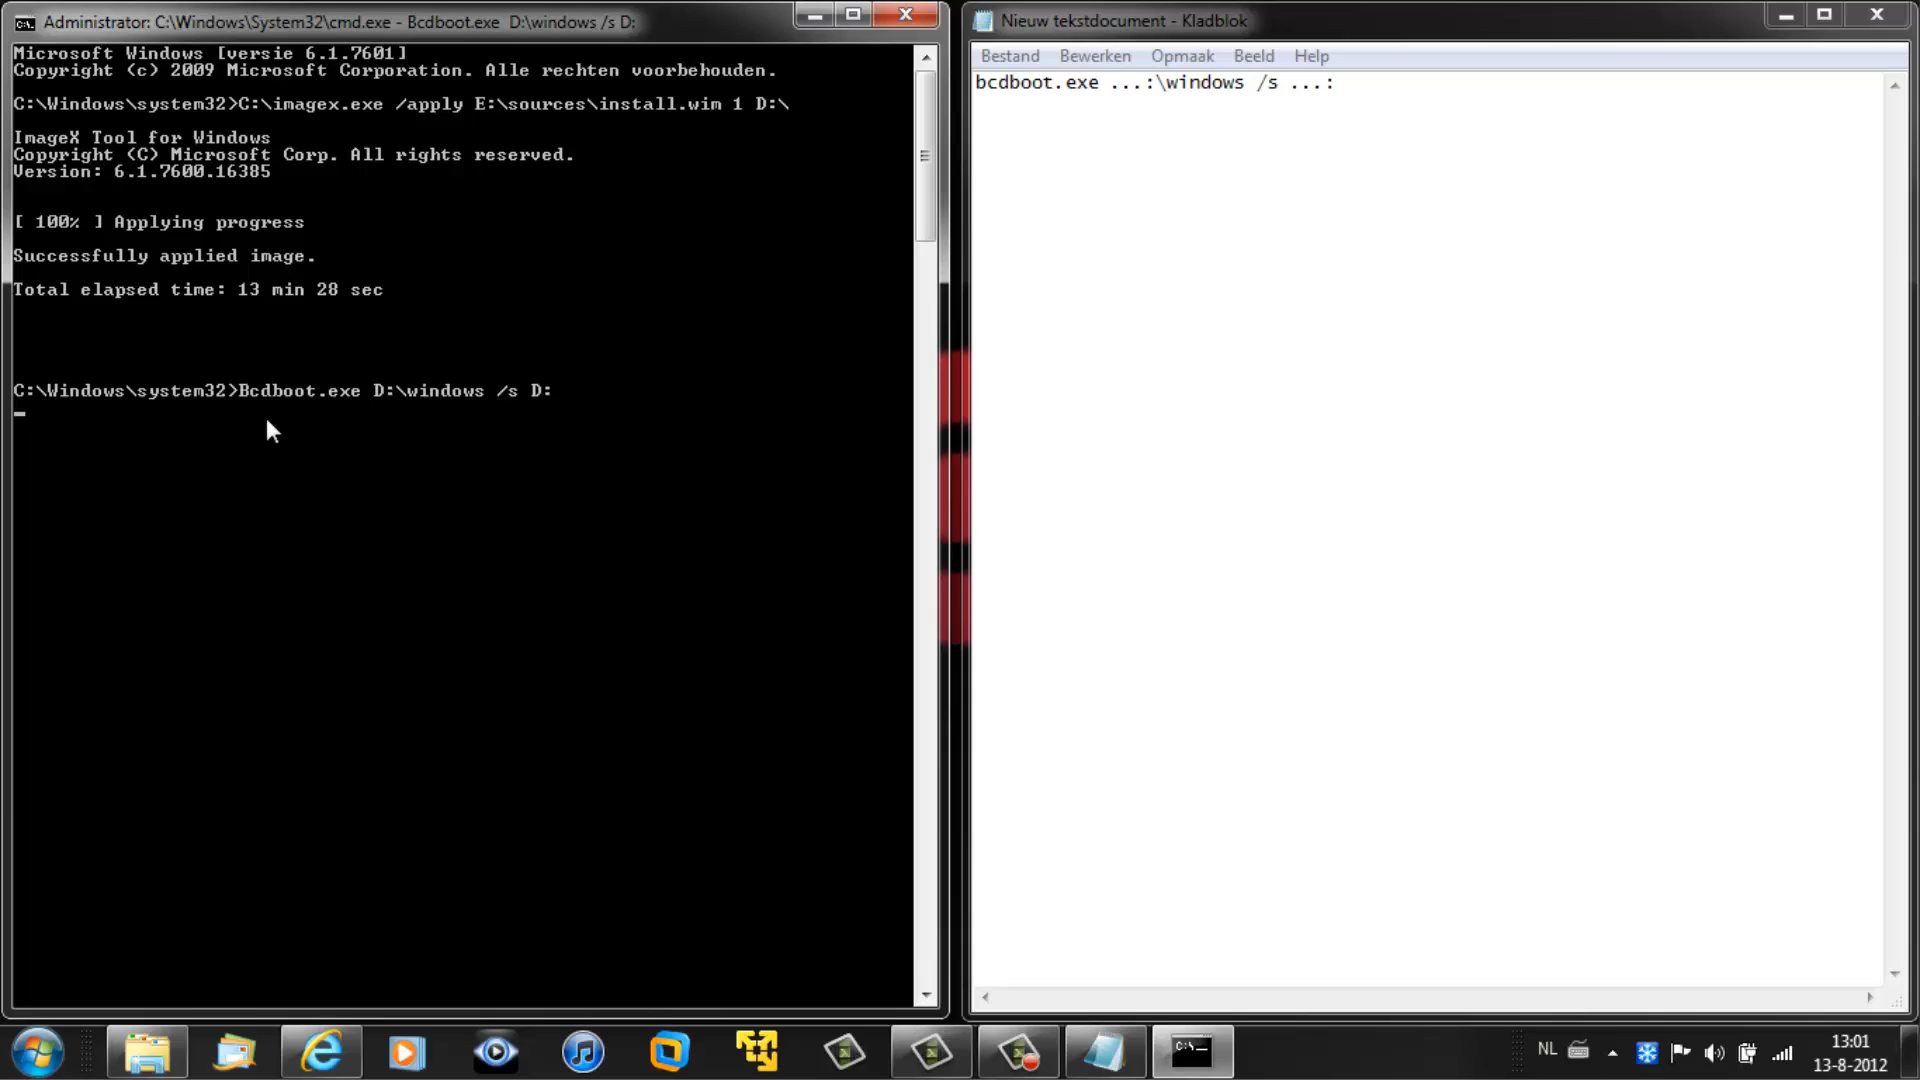 Administrator: C:\Windows\System32\cmd.exe - Bcdboot.exe  D:\windows /s D:
Microsoft Windows [versie 6.1.7601]
Copyright (c) 2009 Microsoft Corporation. Alle rechten voorbehouden.
C:\Windows\system32>C:\imagex.exe /apply E:\sources\install.wim 1 D:\
ImageX Tool for Windows
Copyright (C) Microsoft Corp. All rights reserved.
Version: 6.1.7600.16385
[ 100% ] Applying progress
Successfully applied image.
Total elapsed time: 13 min 28 sec
C:\Windows\system32>Bcdboot.exe D:\windows /s D:
Nieuw tekstdocument - Kladblok
Bestand Bewerken Opmaak Beeld Help
bcdboot.exe ...:\windows /s ...:
NL
13:01
13-8-2012